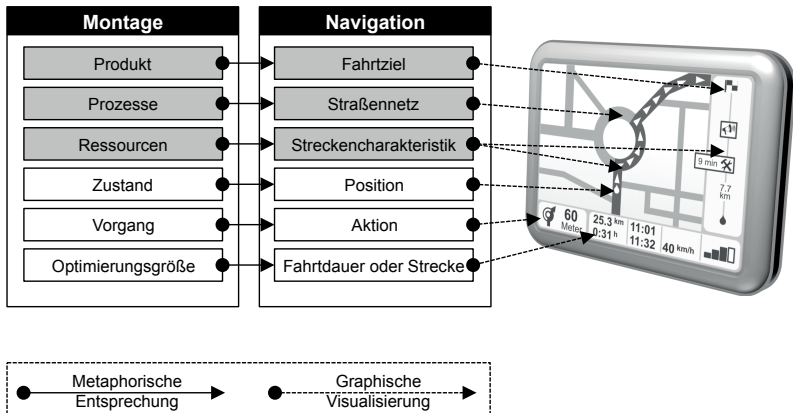 Montage
Navigation
Produkt
Fahrtziel
Prozesse
Straßennetz
Ressourcen
Streckencharakteristik
Zustand
Position
Vorgang
Aktion
Optimierungsgröße
Fahrtdauer oder Strecke
9 min
7.7
km
60
Meter
25.3 km
0:31 h
11:01
11:32
40 km/h
Metaphorische
Entsprechung
Graphische
Visualisierung